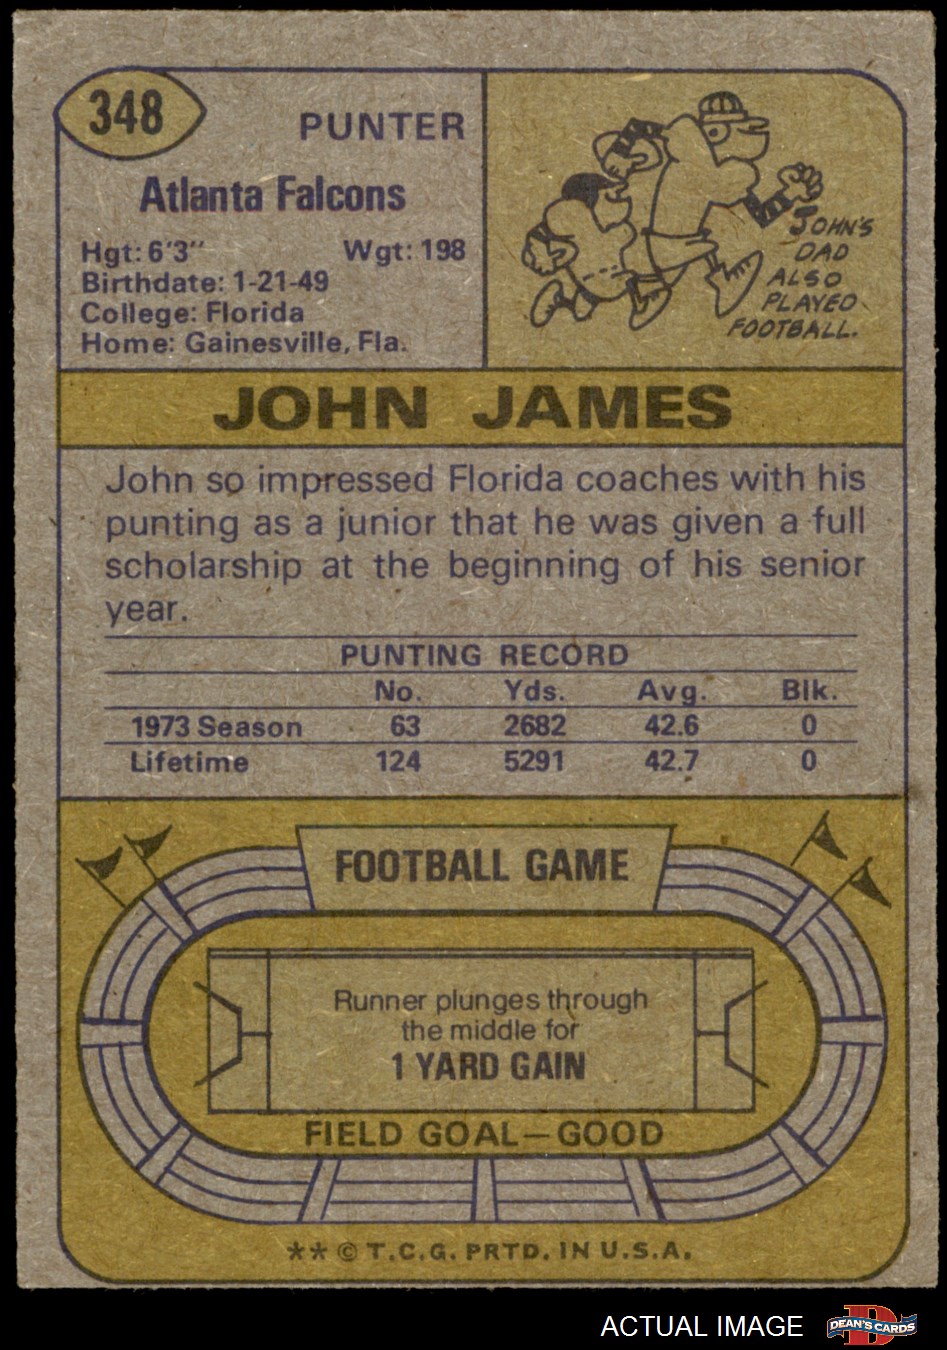 348
PUNTER
Atlanta Falcons
Hgt: 6'3" Wgt: 198
Birthdate: 1-21-49
College: Florida
Home: Gainesville, Fla.
JOHN'S
DAD
ALSO
PLAYED
FOOTBALL.
JOHN JAMES
John so impressed Florida coaches with his
punting as a junior that he was given a full
scholarship at the beginning of his senior
year.
PUNTING RECORD
No. Yds. Avg. Blk.
1973 Season 63 2682 42.6 0
Lifetime 124 5291 42.7 0
FOOTBALL GAME
Runner plunges through
the middle for
1 YARD GAIN
FIELD GOAL—GOOD
** © T.C.G. PRTD. IN U.S.A.
ACTUAL IMAGE
D
DEAN'S CARDS